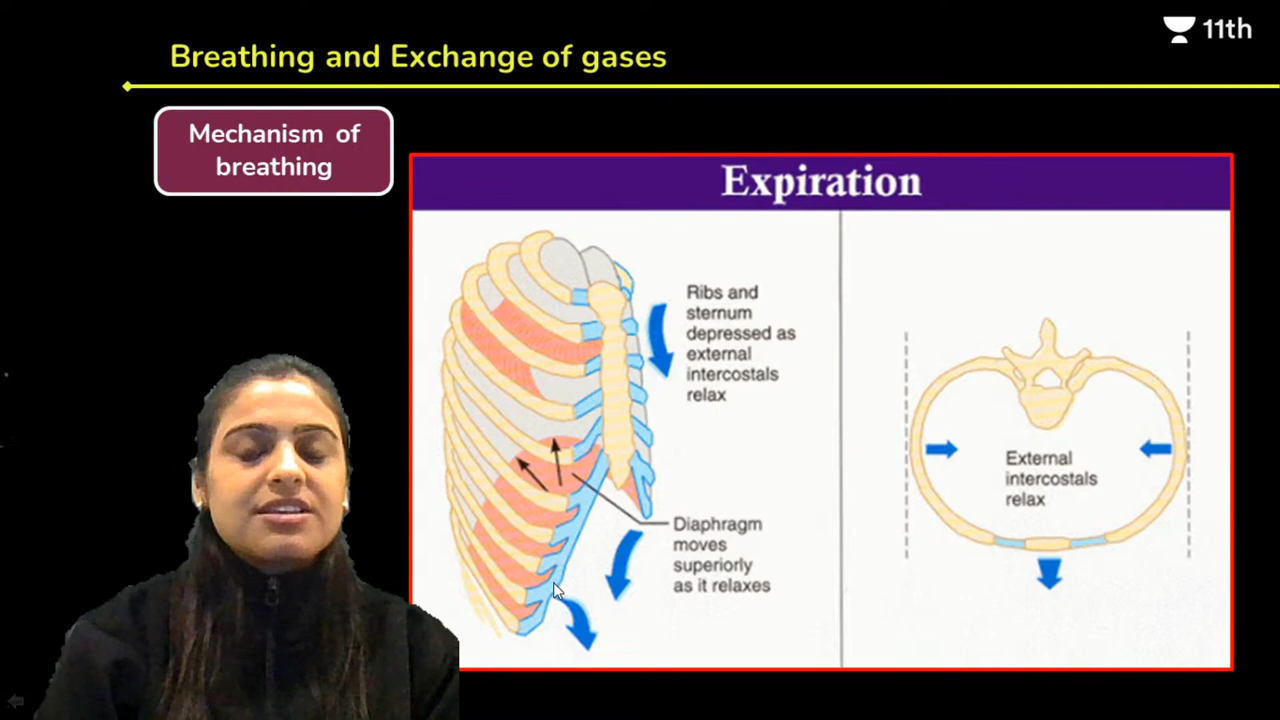 11th
Breathing and Exchange of gases
Mechanism of
breathing
Expiration
Ribs and
sternum
depressed as
external
intercostals
relax
Diaphragm
moves
superiorly
as it relaxes
External
intercostals
relax